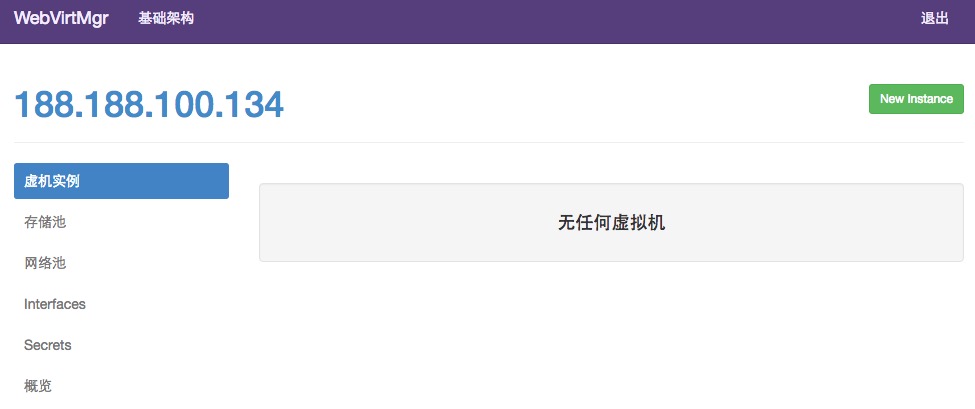 WebVirtMgr 基础架构 退出
188.188.100.134 New Instance
虚机实例
无任何虚拟机
存储池
网络池
Interfaces
Secrets
概览